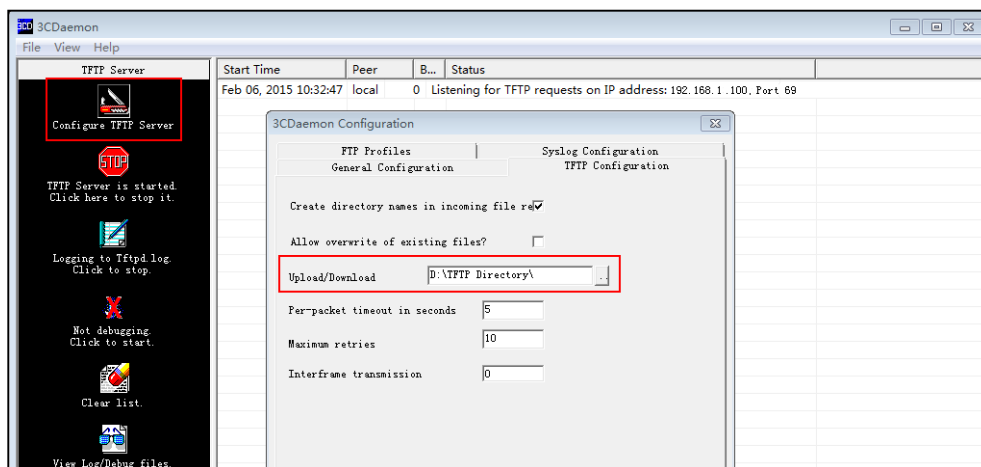 3CD 3CDaemon
File View Help
TFTP Server
Start Time Peer B... Status
Feb 06, 2015 10:32:47 local 0 Listening for TFTP requests on IP address: 192.168.1.100, Port 69
Configure TFTP Server
STOP
TFTP Server is started.
Click here to stop it.
Logging to Tftpd.log.
Click to stop.
Not debugging.
Click to start.
Clear list.
View Log/Debug files.
3CDaemon Configuration
FTP Profiles Syslog Configuration
General Configuration TFTP Configuration
Create directory names in incoming file re
Allow overwrite of existing files?
Upload/Download D:\TFTP Directory\ ..
Per-packet timeout in seconds 5
Maximum retries 10
Interframe transmission 0